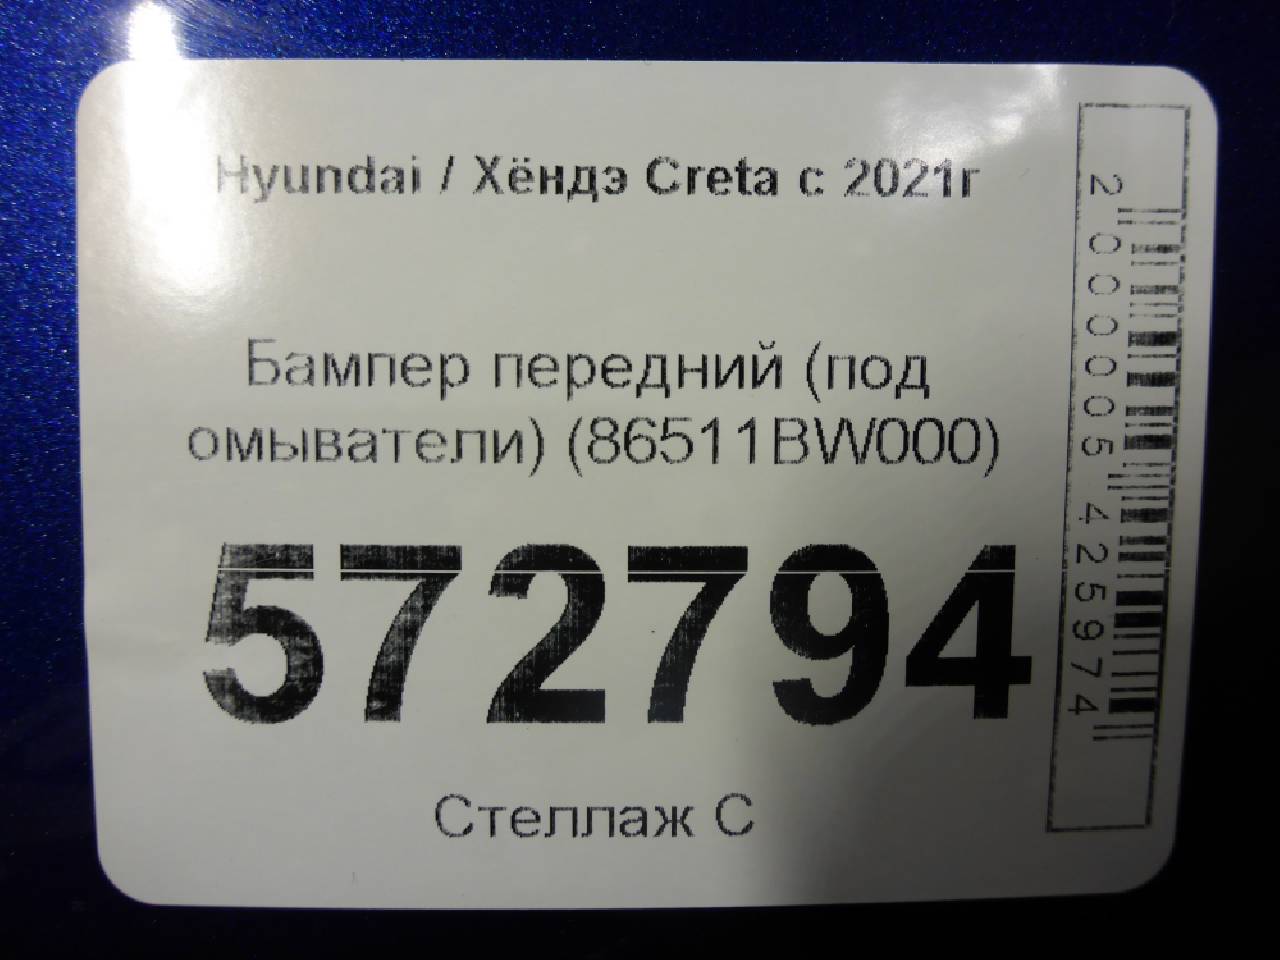 Hyundai / Хёндэ Creta с 2021г
Бампер передний (под
омыватели) (86511BW000)
572794
Стеллаж С
2000005425974